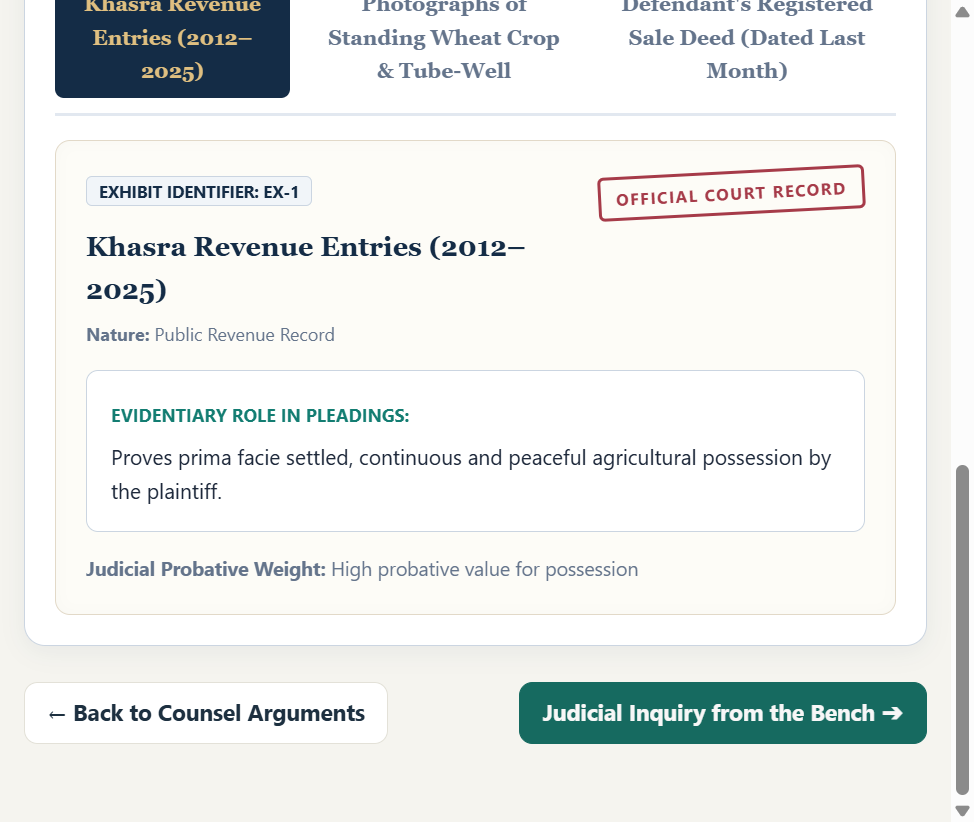 Khasra Revenue
Entries (2012–
2025)
Photographs of
Standing Wheat Crop
& Tube-Well
Defendant's Registered
Sale Deed (Dated Last
Month)
EXHIBIT IDENTIFIER: EX-1
OFFICIAL COURT RECORD
Khasra Revenue Entries (2012–
2025)
Nature: Public Revenue Record
EVIDENTIARY ROLE IN PLEADINGS:
Proves prima facie settled, continuous and peaceful agricultural possession by
the plaintiff.
Judicial Probative Weight: High probative value for possession
← Back to Counsel Arguments
Judicial Inquiry from the Bench ➔